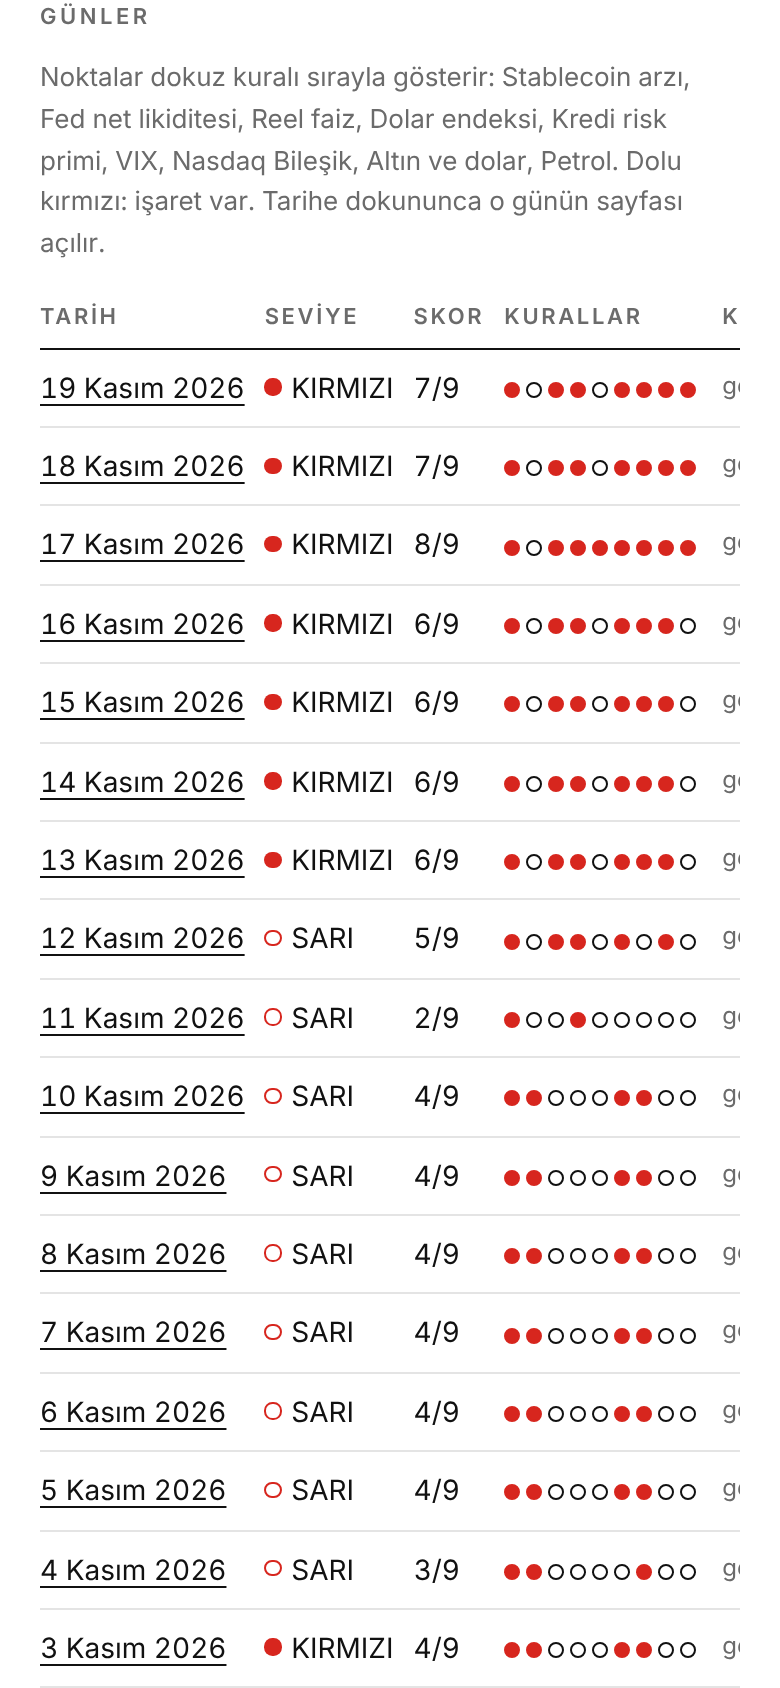 GÜNLER
Noktalar dokuz kuralı sırayla gösterir: Stablecoin arzı,
Fed net likiditesi, Reel faiz, Dolar endeksi, Kredi risk
primi, VIX, Nasdaq Bileşik, Altın ve dolar, Petrol. Dolu
kırmızı: işaret var. Tarihe dokununca o günün sayfası
açılır.
TARİH SEVİYE SKOR KURALLAR
19 Kasım 2026 KIRMIZI 7/9
18 Kasım 2026 KIRMIZI 7/9
17 Kasım 2026 KIRMIZI 8/9
16 Kasım 2026 KIRMIZI 6/9
15 Kasım 2026 KIRMIZI 6/9
14 Kasım 2026 KIRMIZI 6/9
13 Kasım 2026 KIRMIZI 6/9
12 Kasım 2026 SARI 5/9
11 Kasım 2026 SARI 2/9
10 Kasım 2026 SARI 4/9
9 Kasım 2026 SARI 4/9
8 Kasım 2026 SARI 4/9
7 Kasım 2026 SARI 4/9
6 Kasım 2026 SARI 4/9
5 Kasım 2026 SARI 4/9
4 Kasım 2026 SARI 3/9
3 Kasım 2026 KIRMIZI 4/9